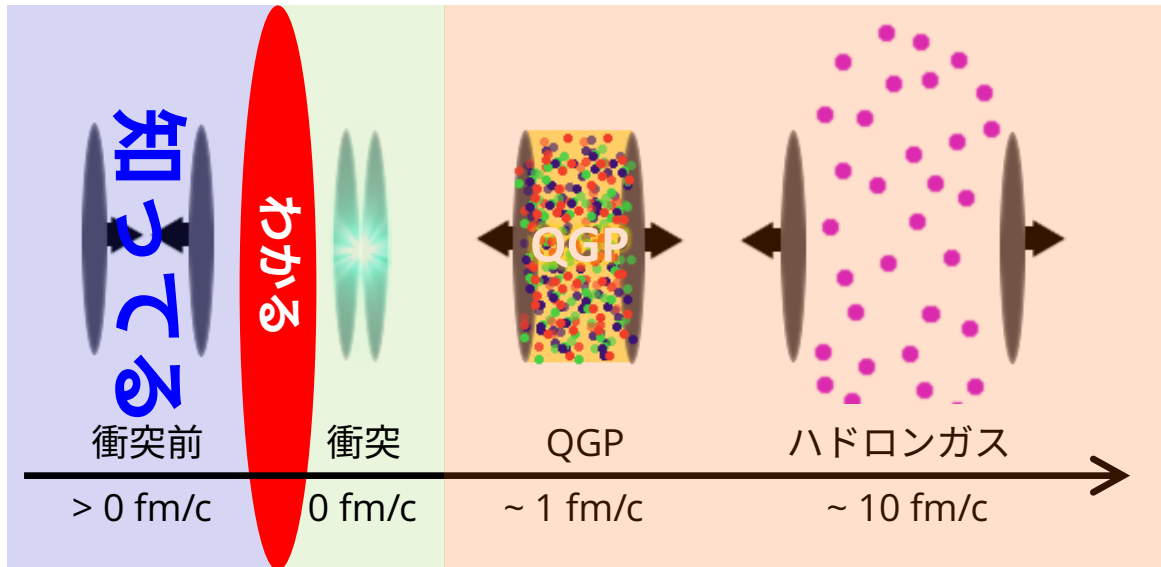 知ってる
わかる
QGP
衝突前
衝突
QGP
ハドロンガス
> 0 fm/c
0 fm/c
~ 1 fm/c
~ 10 fm/c